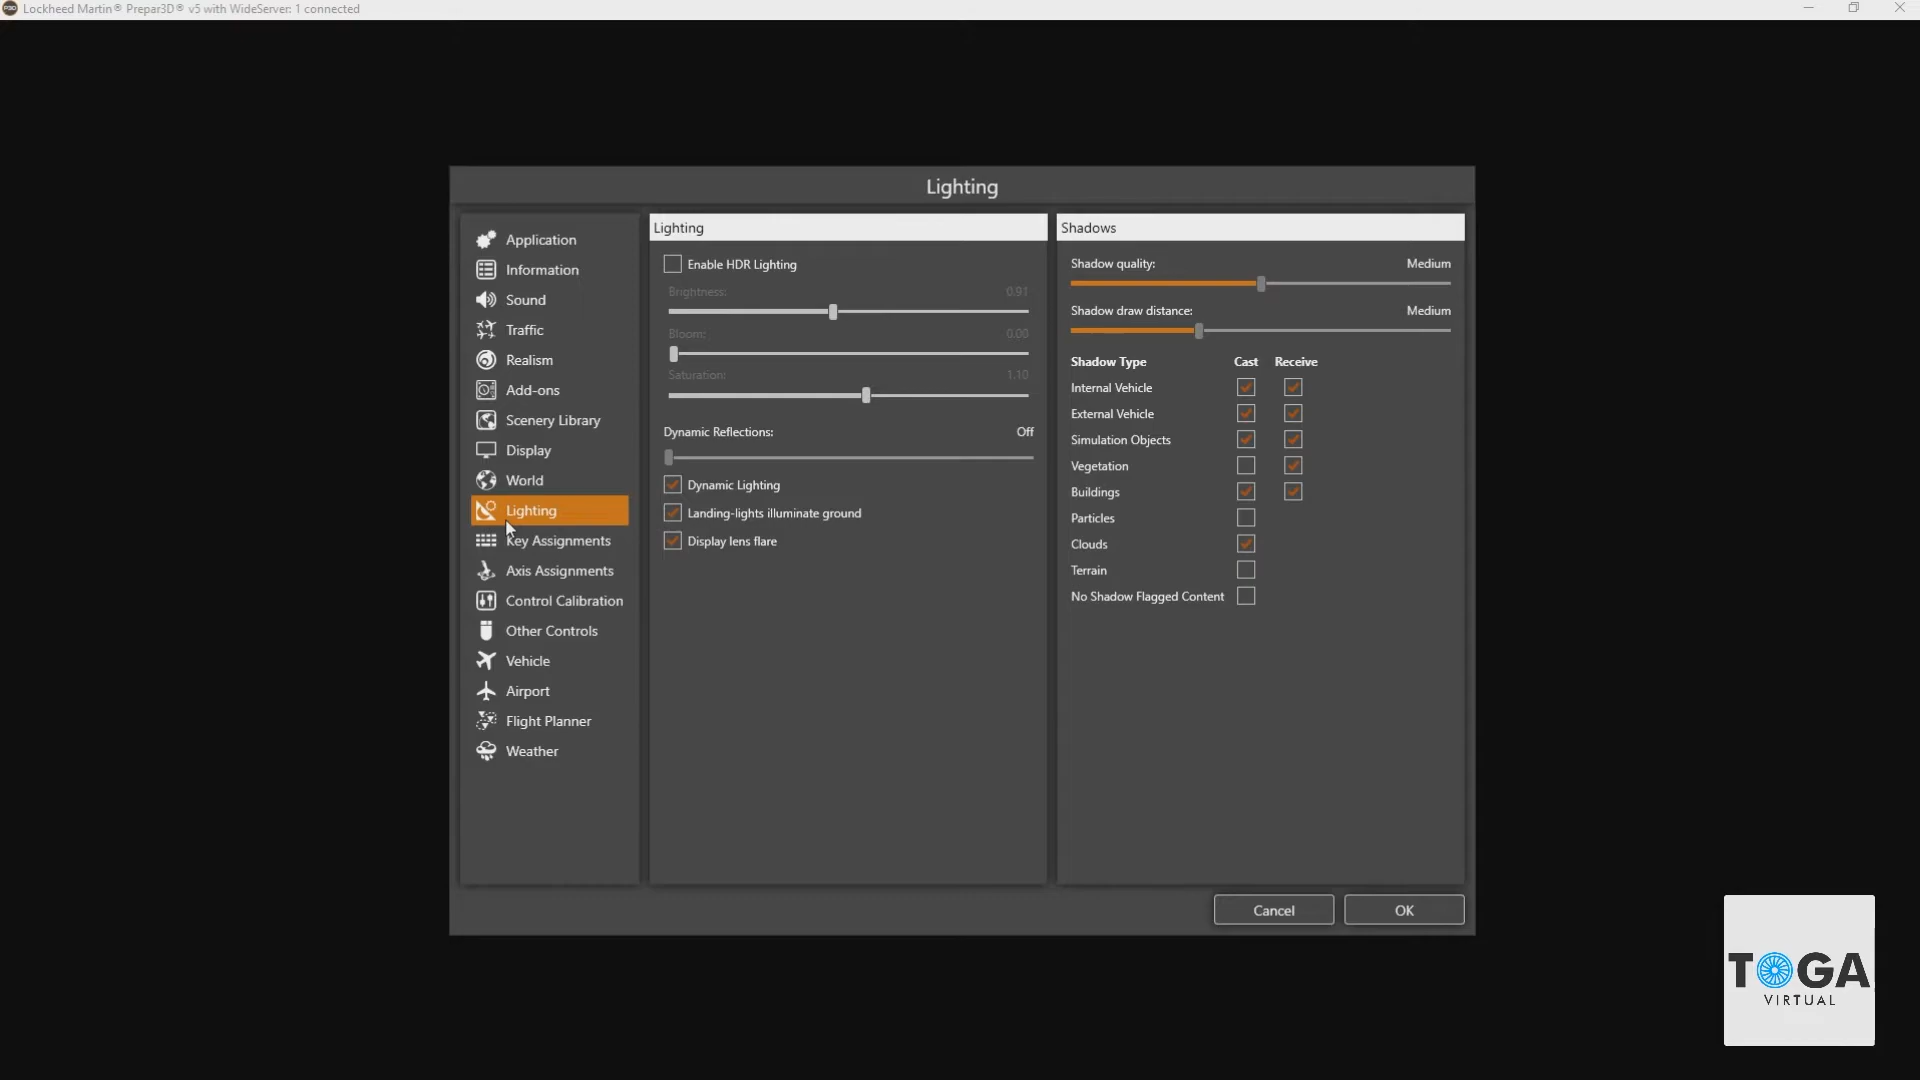 Lockheed Martin® Prepar3D® v5 with WideServer: 1 connected
Lighting
Application
Information
Sound
Traffic
Realism
Add-ons
Scenery Library
Display
World
Lighting
Key Assignments
Axis Assignments
Control Calibration
Other Controls
Vehicle
Airport
Flight Planner
Weather
Lighting
Enable HDR Lighting
Brightness: 0.91
Bloom: 0.00
Saturation: 1.10
Dynamic Reflections: Off
Dynamic Lighting
Landing-lights illuminate ground
Display lens flare
Shadows
Shadow quality: Medium
Shadow draw distance: Medium
Shadow Type Cast Receive
Internal Vehicle
External Vehicle
Simulation Objects
Vegetation
Buildings
Particles
Clouds
Terrain
No Shadow Flagged Content
Cancel OK
TOGA
VIRTUAL